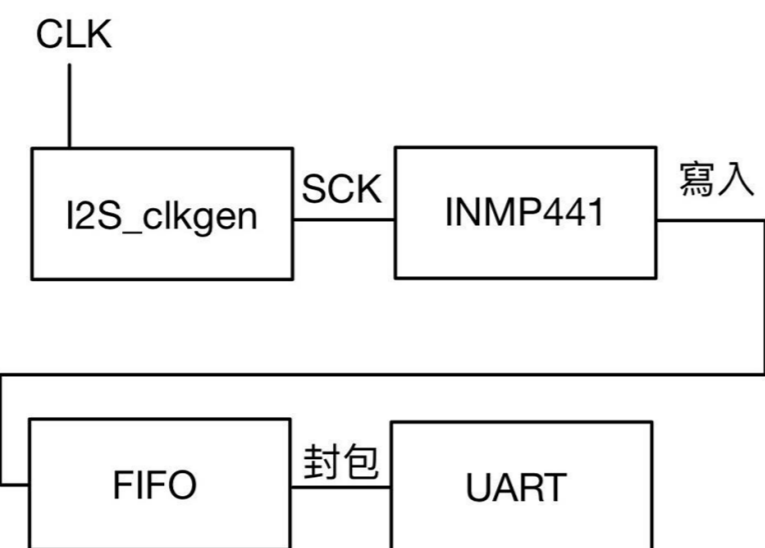 CLK
I2S_clkgen
SCK
INMP441
寫入
FIFO
封包
UART